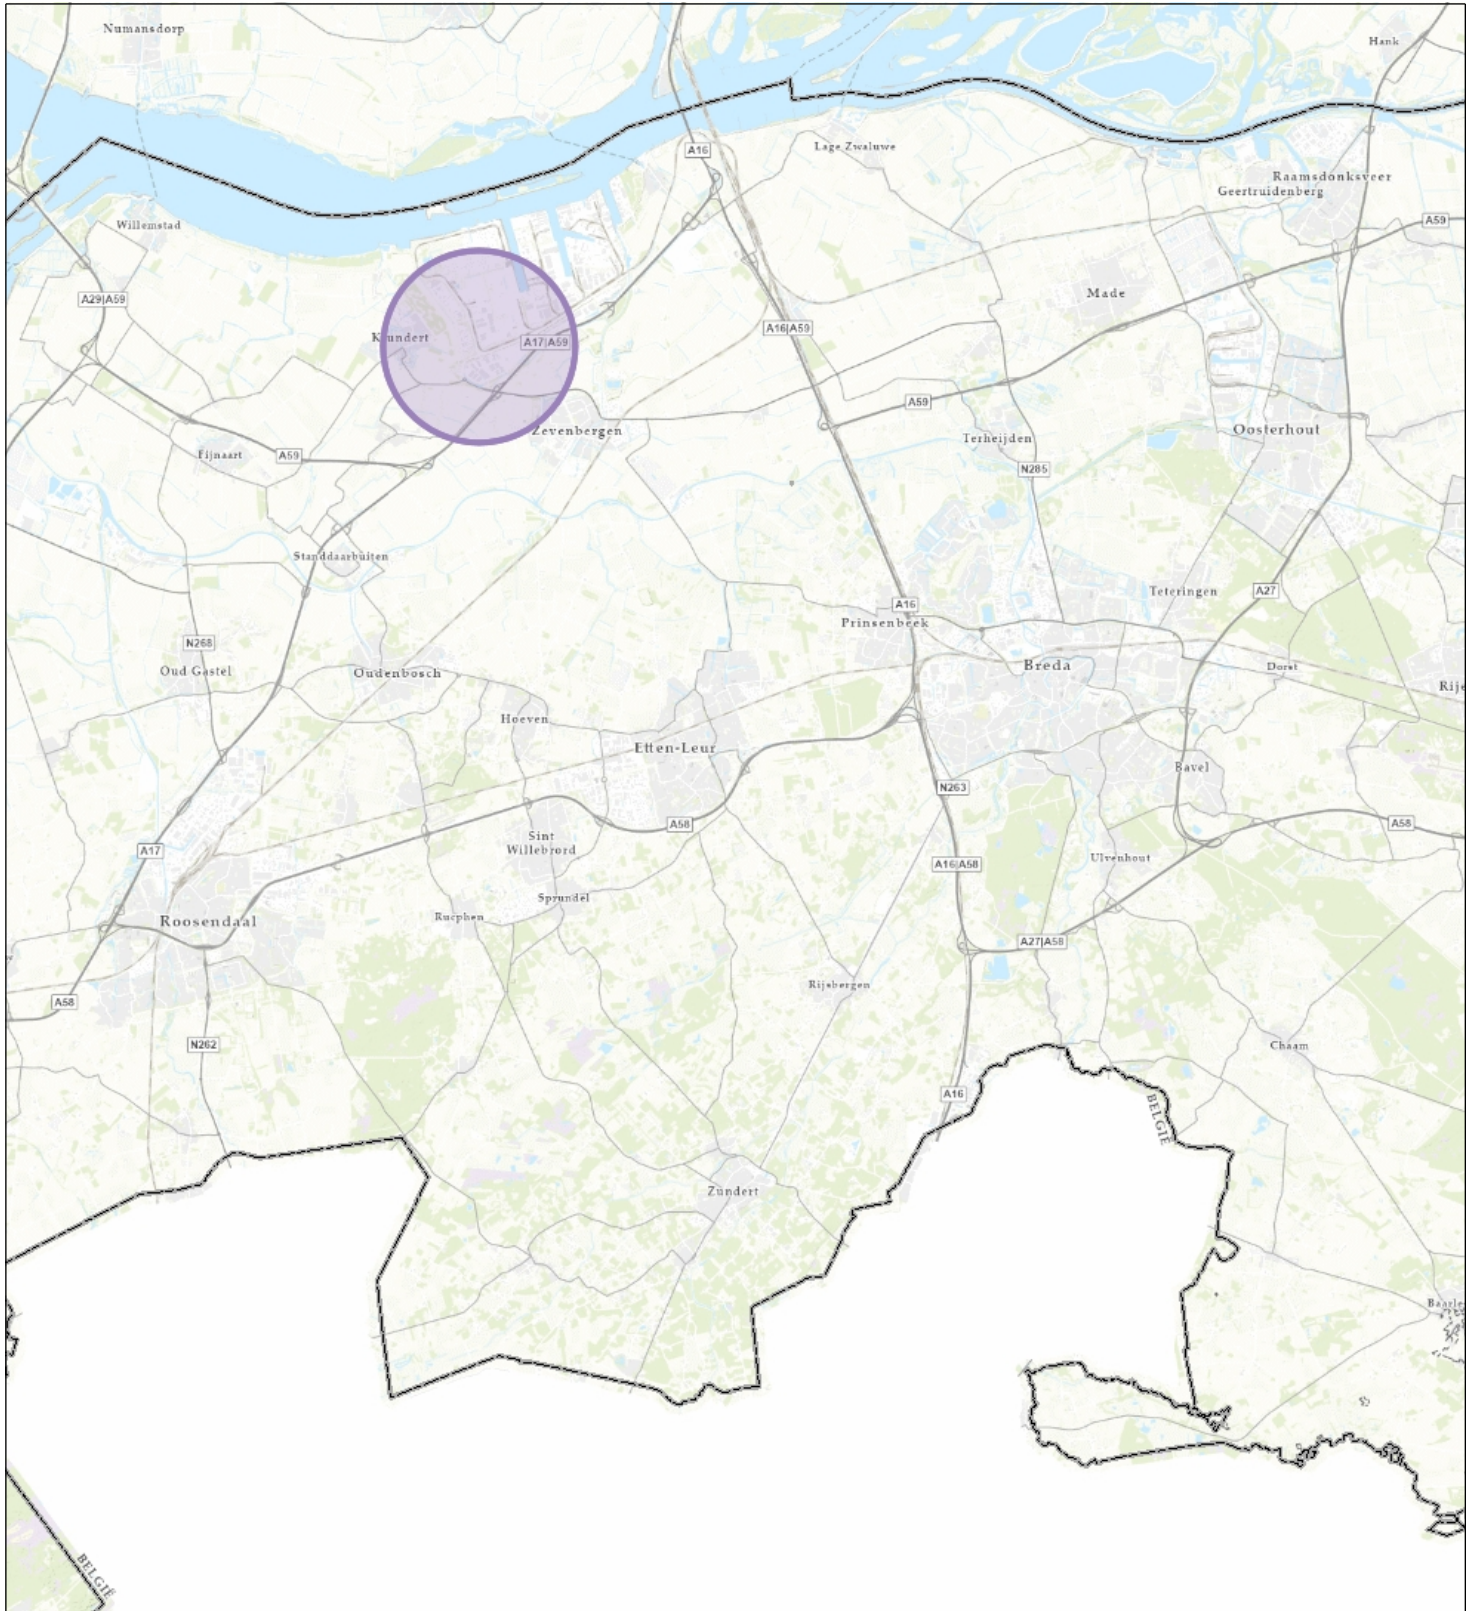 Numansdorp
Hank
A16
Lage Zwaluwe
Raamsdonksveer
Geertruidenberg
Willemstad
A59
A29|A59
Made
A16|A59
Klundert
A17|A59
A59
Zevenbergen
Terheijden
Oosterhout
Fijnaart
A59
N285
Standdaarbuiten
Teteringen
A27
A16
Prinsenbeek
N268
Oud Gastel
Oudenbosch
Breda
Dorst
Rije
Hoeven
Etten-Leur
Bavel
N263
A58
A58
Sint
Willebrord
A17
A16|A58
Ulvenhout
Sprundel
Rucphen
Roosendaal
A27|A58
Rijsbergen
A58
N262
Chaam
A16
BELGIË
Zundert
Baarle
BELGIË